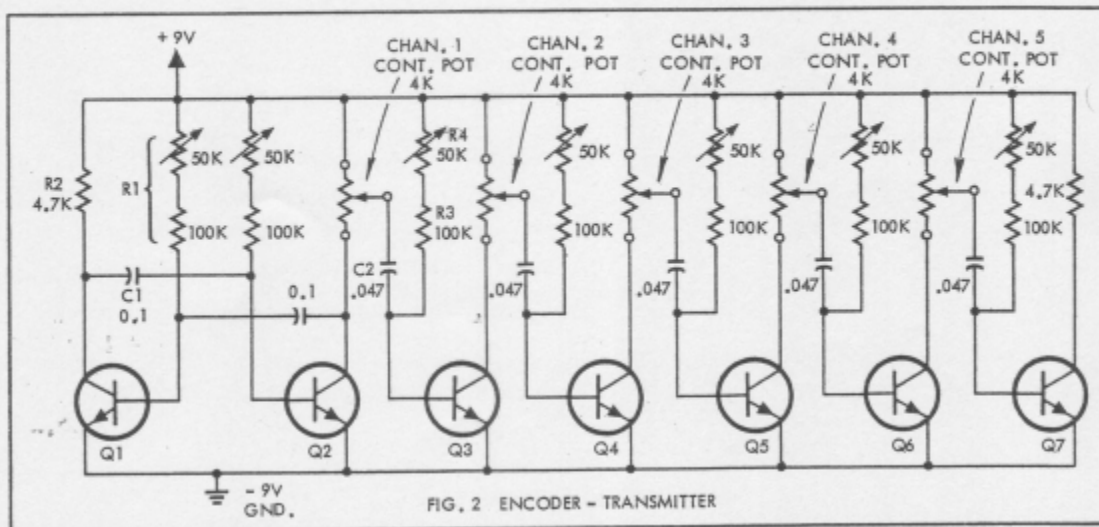 + 9V
CHAN. 1
CONT. POT
4K
CHAN. 2
CONT. POT
4K
CHAN. 3
CONT. POT
4K
CHAN. 4
CONT. POT
4K
CHAN. 5
CONT. POT
4K
R2
4.7K
R1
50K
50K
R4
50K
50K
50K
50K
50K
4.7K
100K
100K
R3
100K
100K
100K
100K
100K
C1
0.1
0.1
C2
.047
.047
.047
.047
.047
Q1
Q2
Q3
Q4
Q5
Q6
Q7
- 9V
GND.
FIG. 2 ENCODER - TRANSMITTER